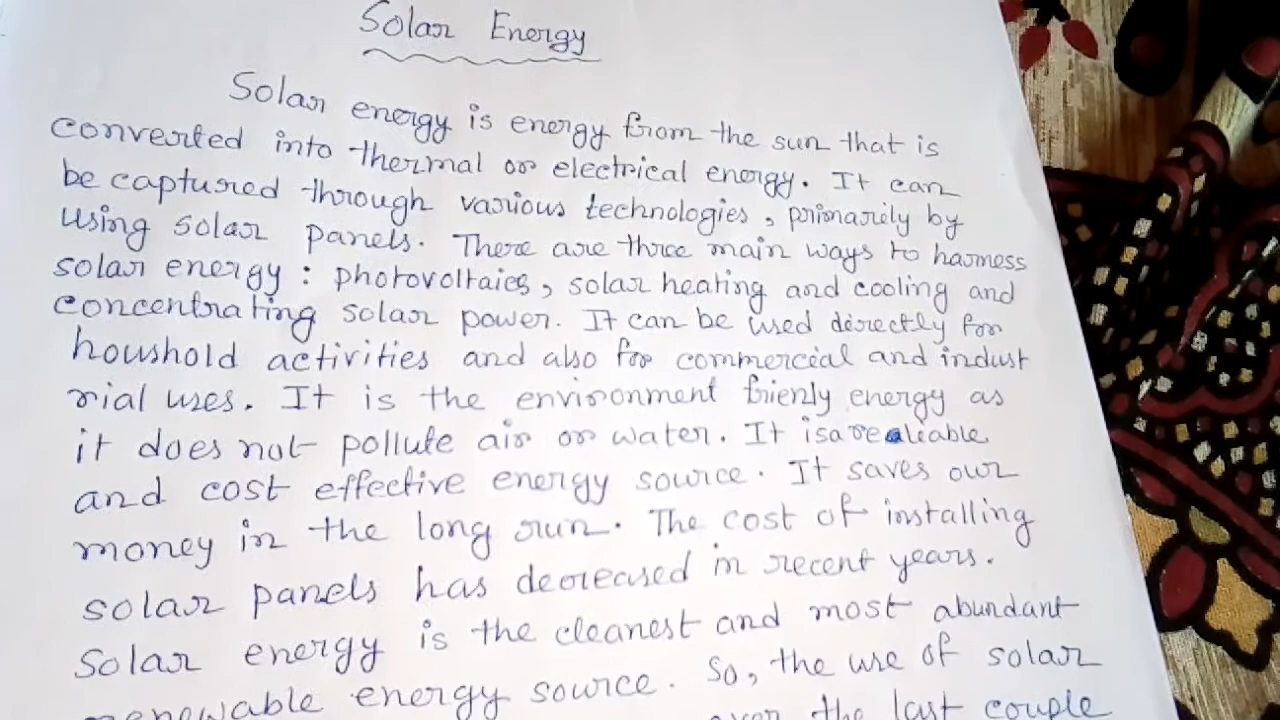 Solar Energy
Solar energy is energy from the sun that is
converted into thermal or electrical energy. It can
be captured through various technologies, primarily by
using solar panels. There are three main ways to harness
solar energy : photovoltaics, solar heating and cooling and
concentrating solar power. It can be used directly for
houshold activities and also for commercial and indust
rial uses. It is the environment frienly energy as
it does not pollute air or water. It is a realiable
and cost effective energy source. It saves our
money in the long run. The cost of installing
solar panels has decreased in recent years.
Solar energy is the cleanest and most abundant
renewable energy source. So, the use of solar
over the last couple